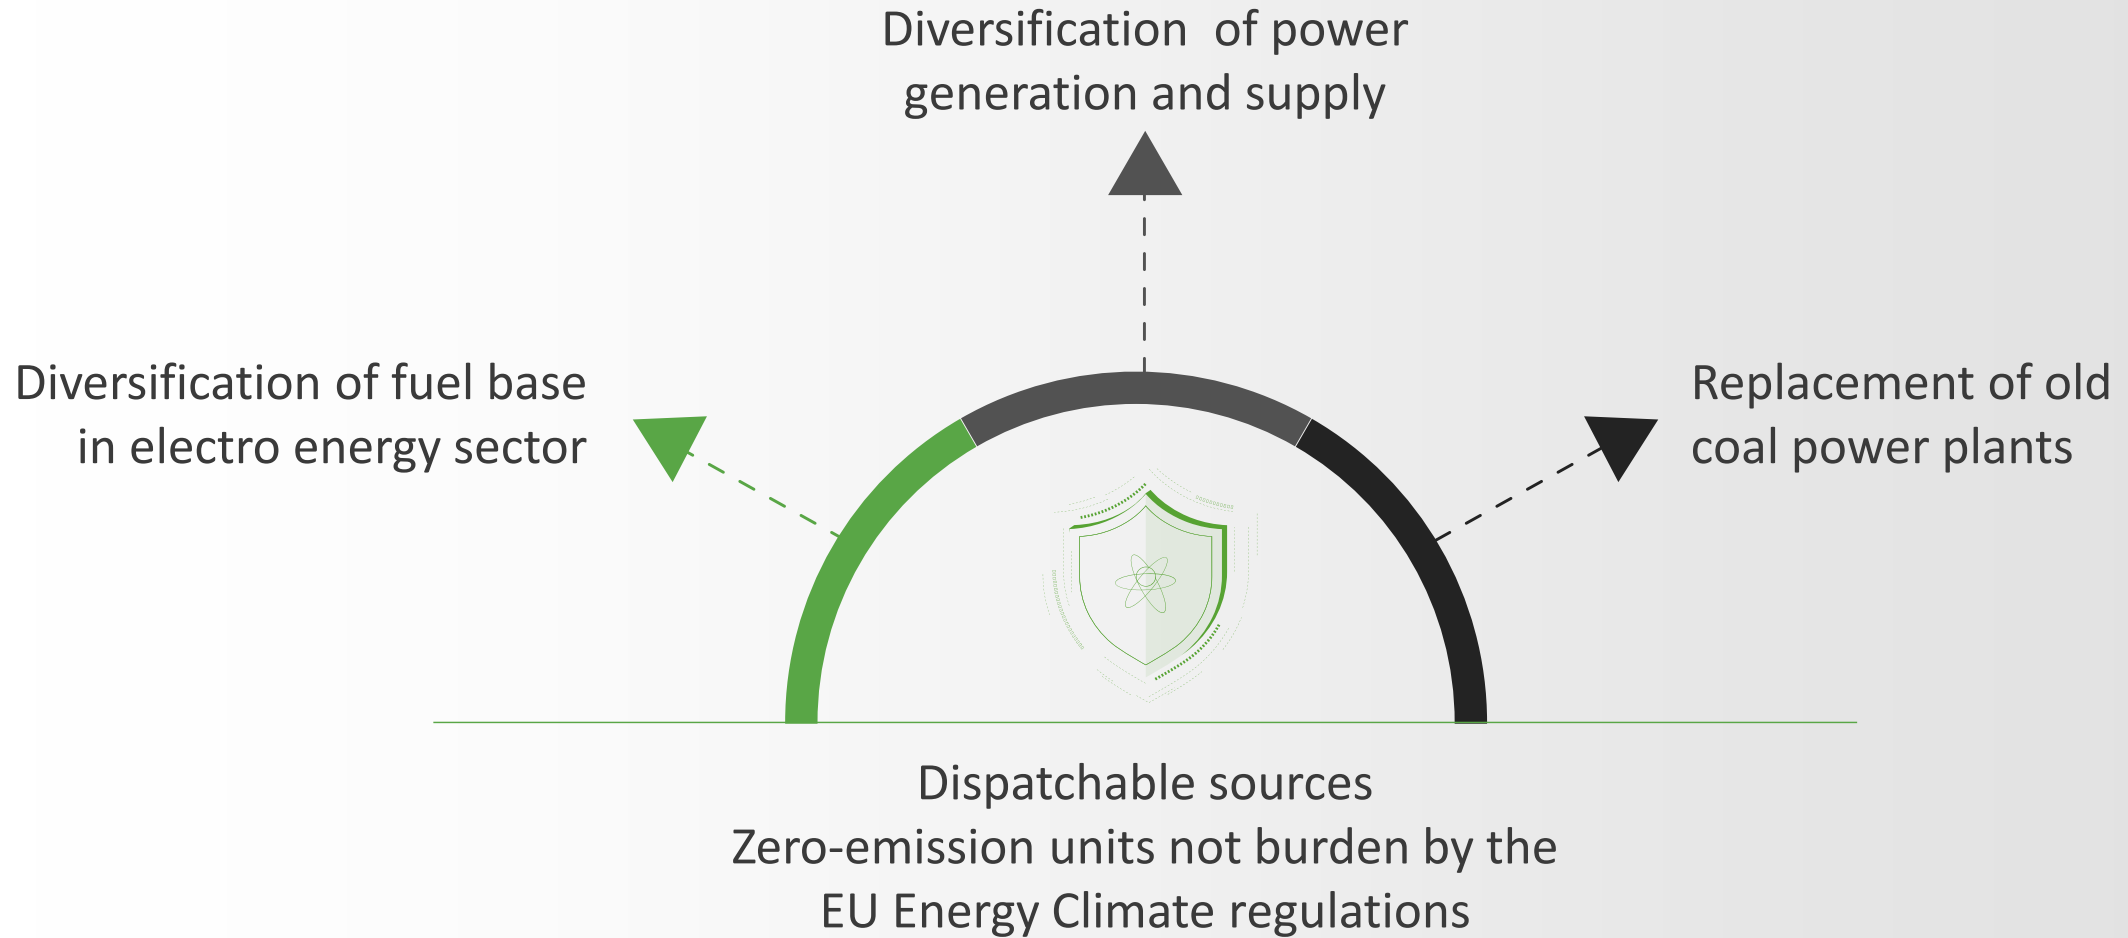 Diversification of power
generation and supply
Diversification of fuel base
in electro energy sector
Replacement of old
coal power plants
Dispatchable sources
Zero-emission units not burden by the
EU Energy Climate regulations